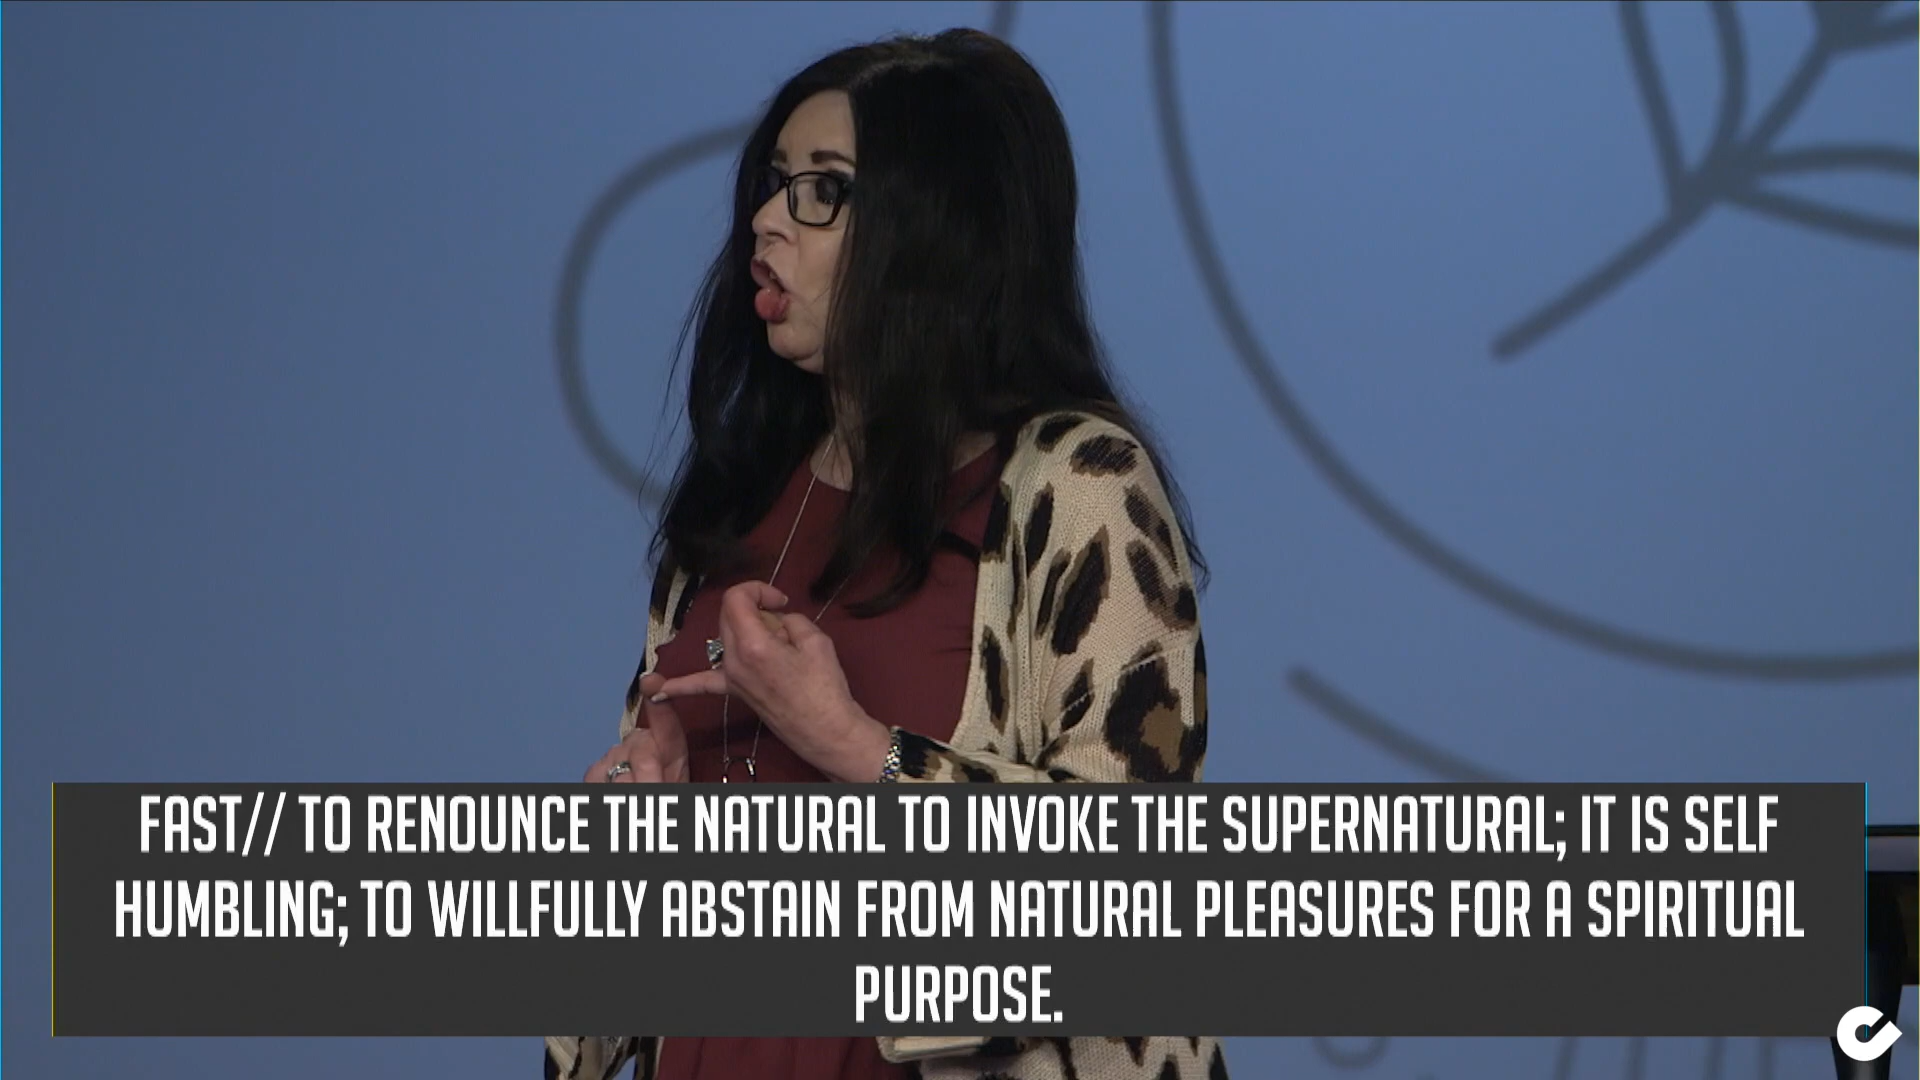 FAST// TO RENOUNCE THE NATURAL TO INVOKE THE SUPERNATURAL; IT IS SELF
HUMBLING; TO WILLFULLY ABSTAIN FROM NATURAL PLEASURES FOR A SPIRITUAL
PURPOSE.